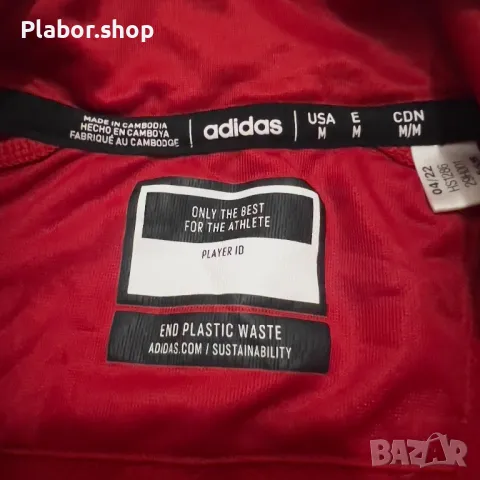 Plabor.shop
MADE IN CAMBODIA
HECHO EN CAMBOYA
FABRIQUÉ AU CAMBODGE
adidas
USA
M
E
M
CDN
M/M
04/22
HS1286
ONLY THE BEST
FOR THE ATHLETE
PLAYER ID
END PLASTIC WASTE
ADIDAS.COM / SUSTAINABILITY
BAZAR